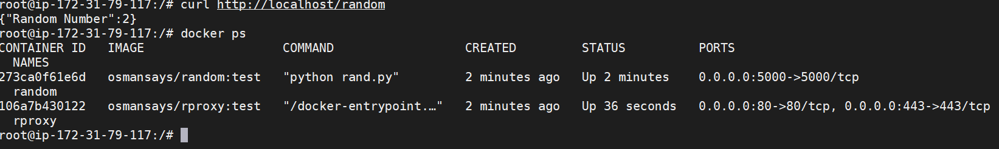 root@ip-172-31-79-117:/# curl http://localhost/random
{"Random Number":2}
root@ip-172-31-79-117:/# docker ps
CONTAINER ID   IMAGE                   COMMAND                  CREATED         STATUS          PORTS
  NAMES
273ca0f61e6d   osmansays/random:test   "python rand.py"         2 minutes ago   Up 2 minutes    0.0.0.0:5000->5000/tcp
  random
106a7b430122   osmansays/rproxy:test   "/docker-entrypoint.…"   2 minutes ago   Up 36 seconds   0.0.0.0:80->80/tcp, 0.0.0.0:443->443/tcp
  rproxy
root@ip-172-31-79-117:/#